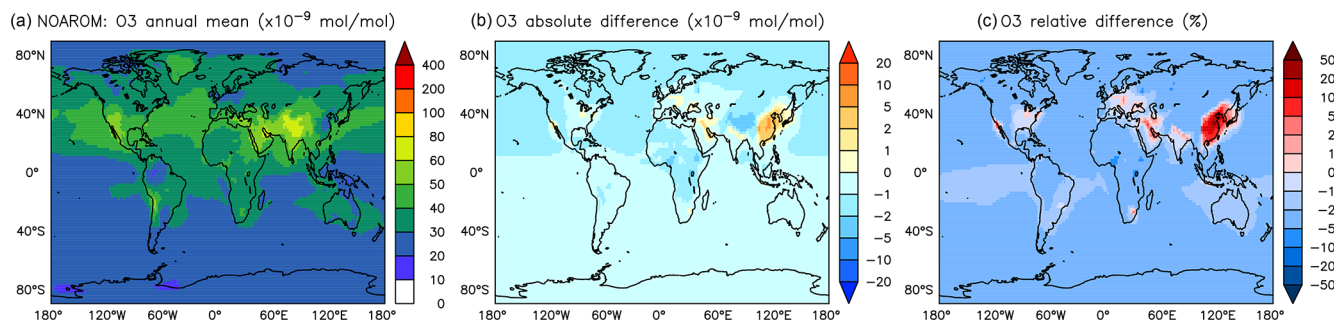 (a) NOAROM: O3 annual mean (x10⁻⁹ mol/mol)
80°N
40°N
0°
40°S
80°S
180°W 120°W 60°W 0° 60°E 120°E 180°E
400
200
100
80
60
50
40
30
20
10
0
(b) O3 absolute difference (x10⁻⁹ mol/mol)
80°N
40°N
0°
40°S
80°S
180°W 120°W 60°W 0° 60°E 120°E 180°E
20
10
5
2
1
0
−1
−2
−5
−10
−20
(c) O3 relative difference (%)
80°N
40°N
0°
40°S
80°S
180°W 120°W 60°W 0° 60°E 120°E 180°E
50
20
10
5
2
1
0
−1
−2
−5
−10
−20
−50